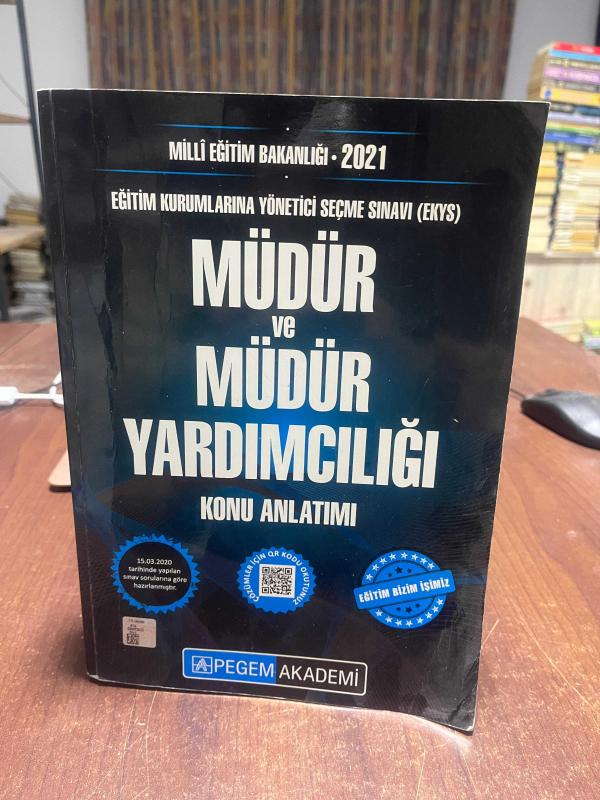 MİLLÎ EĞİTİM BAKANLIĞI • 2021
EĞİTİM KURUMLARINA YÖNETİCİ SEÇME SINAVI (EKYS)
MÜDÜR
ve
MÜDÜR
YARDIMCILIĞI
KONU ANLATIMI
15.03.2020
tarihinde yapılan
sınav sorularına göre
hazırlanmıştır.
ÇÖZÜMLER İÇİN QR KODU OKUTUNUZ
EĞİTİM BİZİM İŞİMİZ
PEGEM AKADEMİ